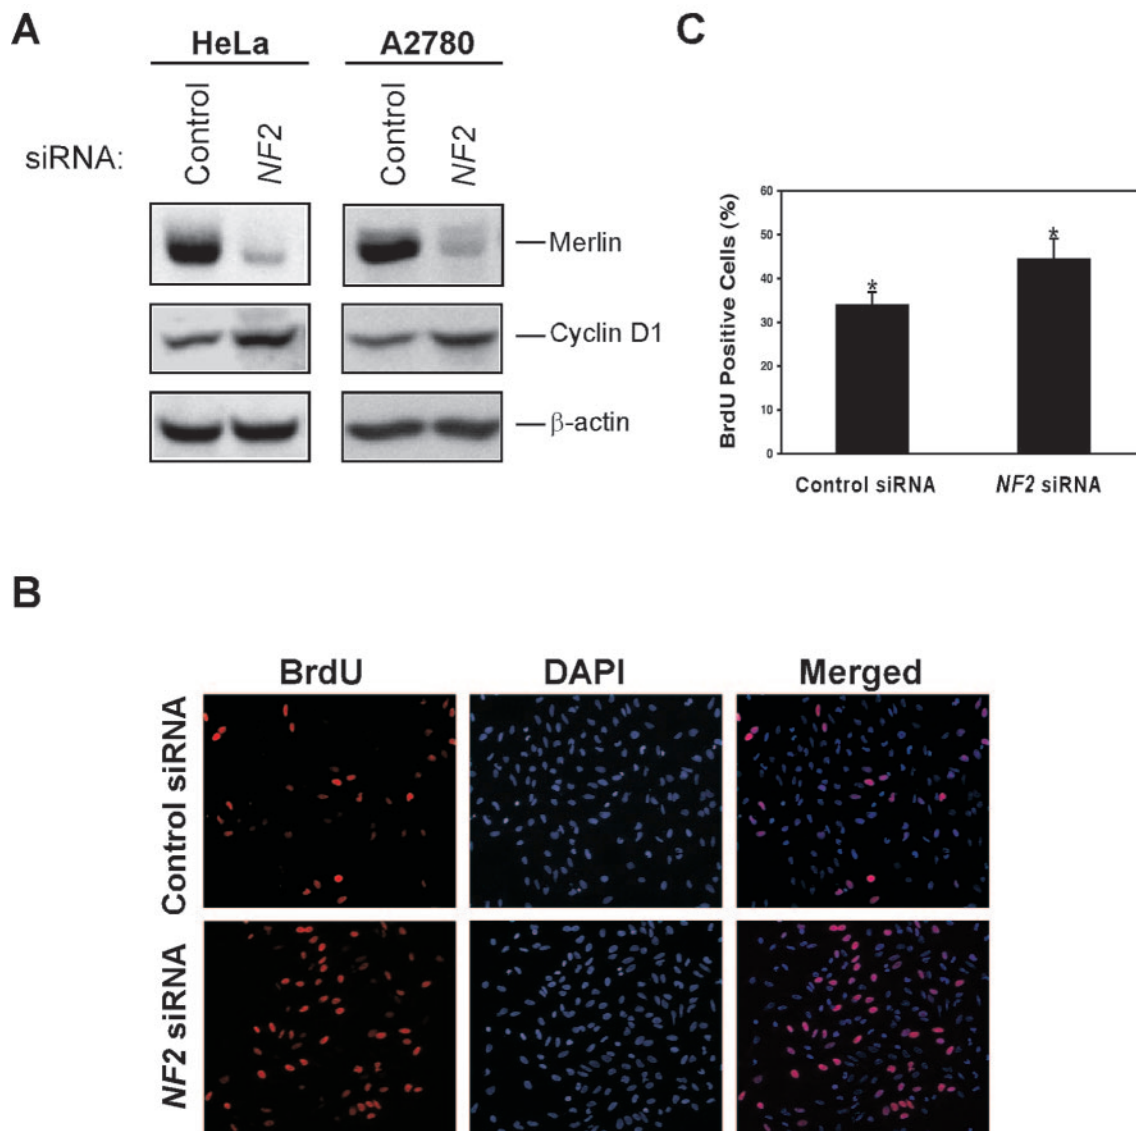 A
HeLa
A2780
siRNA:
Control
NF2
Control
NF2
Merlin
Cyclin D1
β-actin
C
BrdU Positive Cells (%)
60
50
40
30
20
10
0
*
*
Control siRNA
NF2 siRNA
B
BrdU
DAPI
Merged
Control siRNA
NF2 siRNA